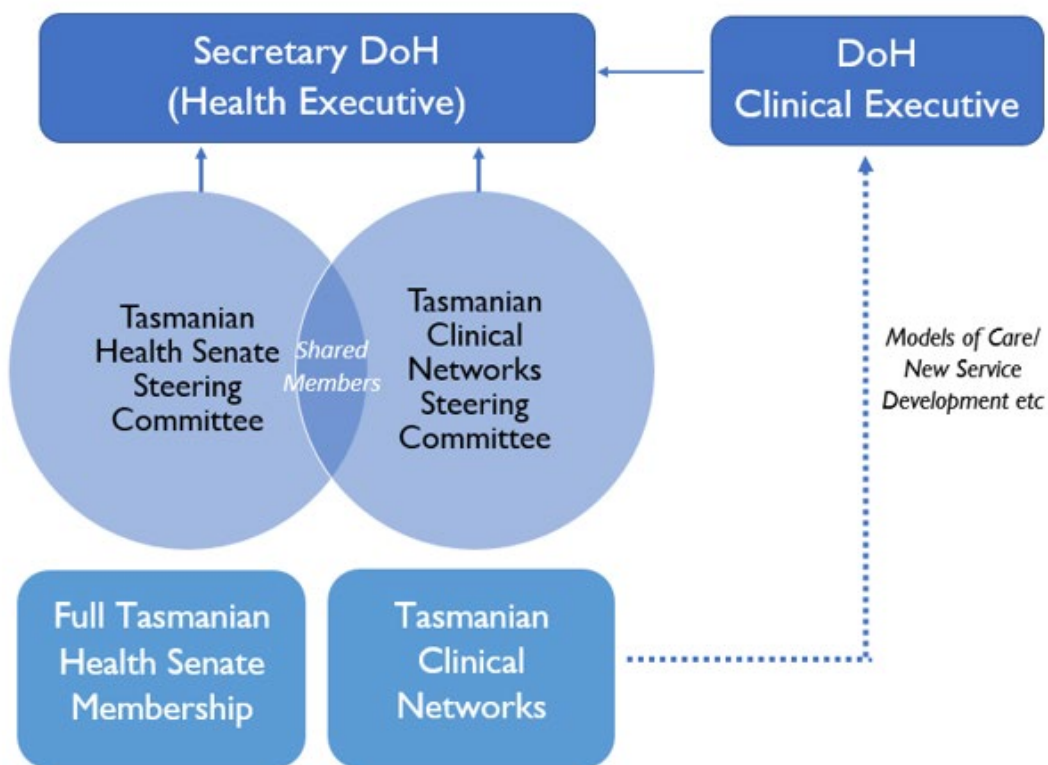 Secretary DoH
(Health Executive)
DoH
Clinical Executive
Tasmanian
Health Senate
Steering
Committee
Shared
Members
Tasmanian
Clinical
Networks
Steering
Committee
Models of Care/
New Service
Development etc
Full Tasmanian
Health Senate
Membership
Tasmanian
Clinical
Networks